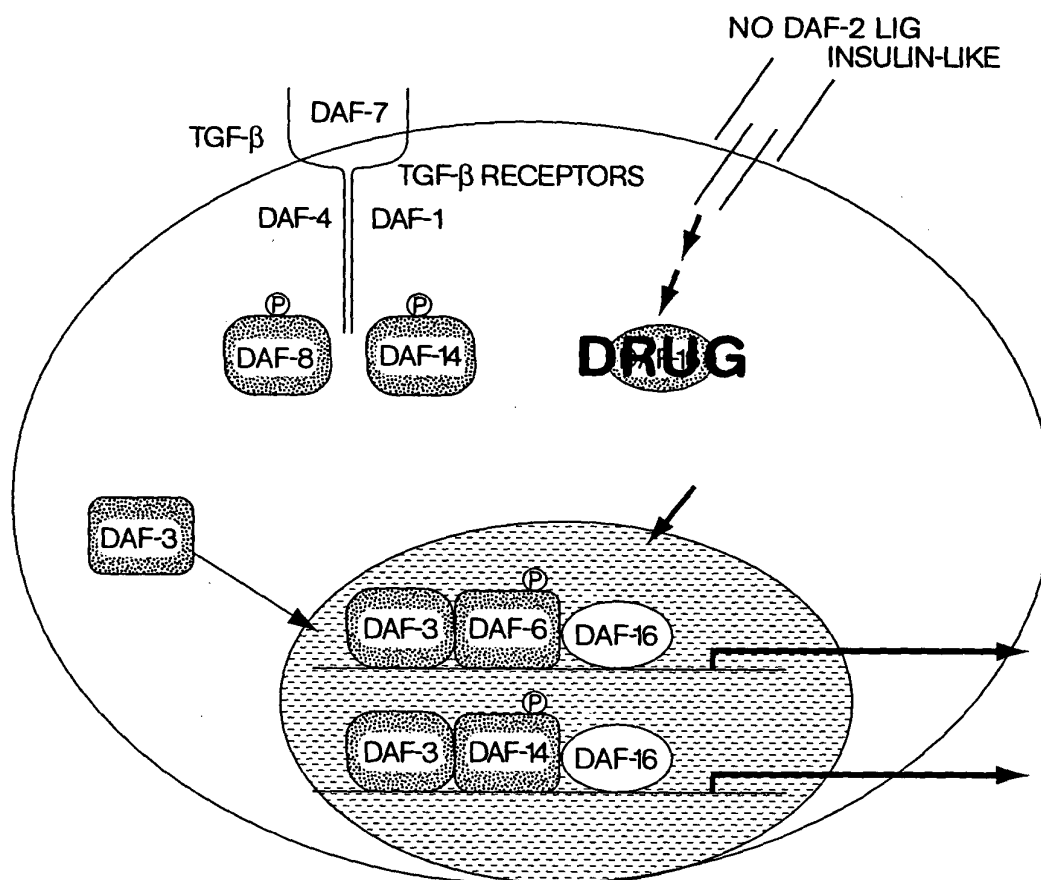 NO DAF-2 LIG
INSULIN-LIKE
DAF-7
TGF-β
TGF-β RECEPTORS
DAF-4
DAF-1
P
P
DAF-8
DAF-14
DRUG
DAF-3
P
DAF-3
DAF-6
DAF-16
P
DAF-3
DAF-14
DAF-16